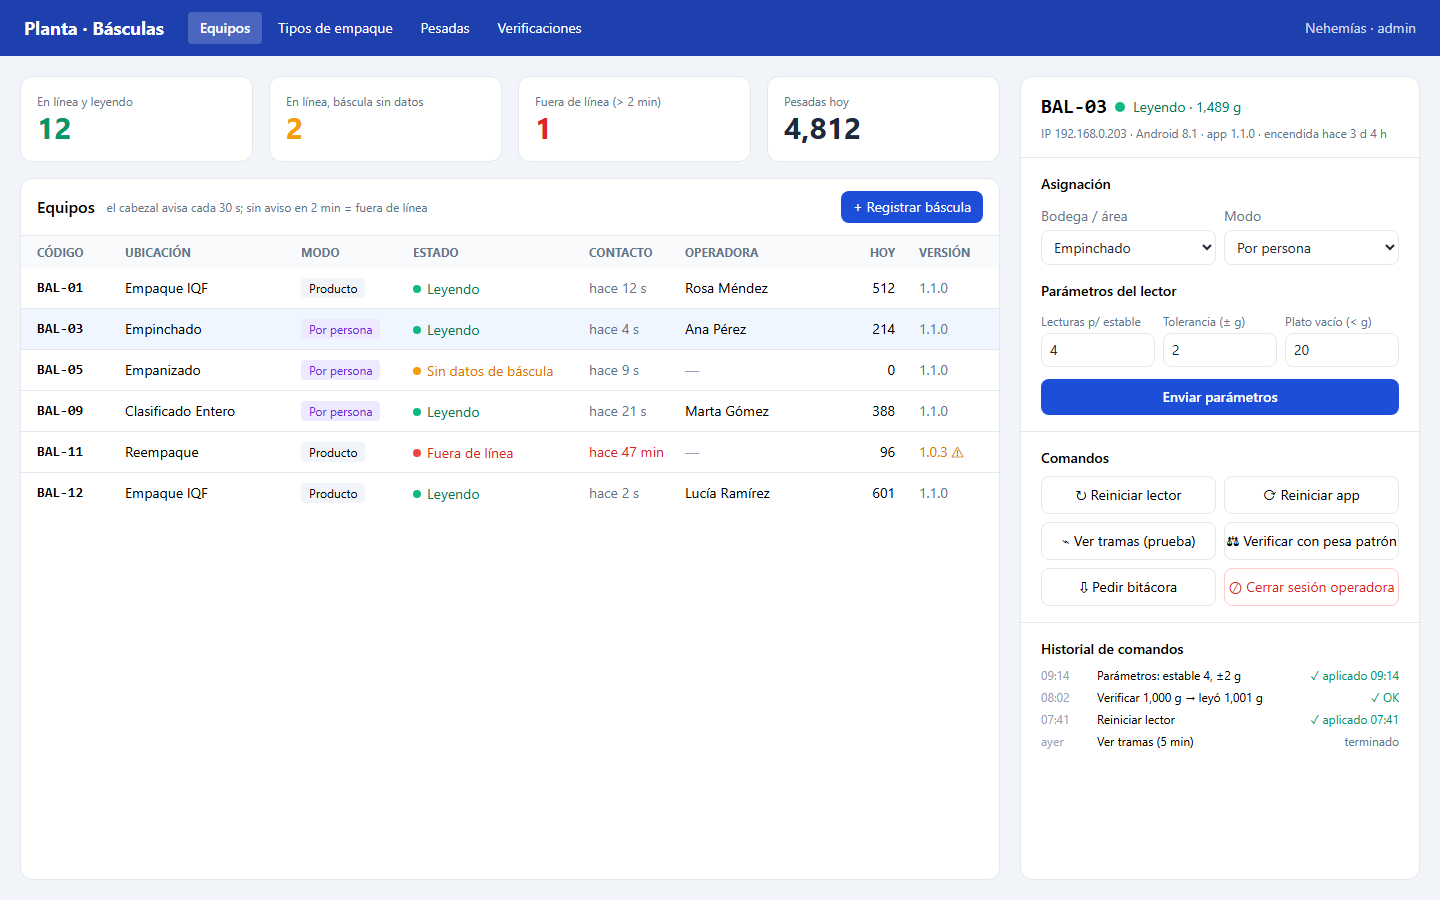 Planta · Básculas Equipos Tipos de empaque Pesadas Verificaciones Nehemías · admin
En línea y leyendo
12
En línea, báscula sin datos
2
Fuera de línea (> 2 min)
1
Pesadas hoy
4,812
Equipos el cabezal avisa cada 30 s; sin aviso en 2 min = fuera de línea + Registrar báscula
CÓDIGO UBICACIÓN MODO ESTADO CONTACTO OPERADORA HOY VERSIÓN
BAL-01 Empaque IQF Producto Leyendo hace 12 s Rosa Méndez 512 1.1.0
BAL-03 Empinchado Por persona Leyendo hace 4 s Ana Pérez 214 1.1.0
BAL-05 Empanizado Por persona Sin datos de báscula hace 9 s — 0 1.1.0
BAL-09 Clasificado Entero Por persona Leyendo hace 21 s Marta Gómez 388 1.1.0
BAL-11 Reempaque Producto Fuera de línea hace 47 min — 96 1.0.3 ⚠
BAL-12 Empaque IQF Producto Leyendo hace 2 s Lucía Ramírez 601 1.1.0
BAL-03 Leyendo · 1,489 g
IP 192.168.0.203 · Android 8.1 · app 1.1.0 · encendida hace 3 d 4 h
Asignación
Bodega / área Modo
Empinchado Por persona
Parámetros del lector
Lecturas p/ estable Tolerancia (± g) Plato vacío (< g)
4 2 20
Enviar parámetros
Comandos
↻ Reiniciar lector ⟳ Reiniciar app
⌁ Ver tramas (prueba) ⚖ Verificar con pesa patrón
⇩ Pedir bitácora ⊘ Cerrar sesión operadora
Historial de comandos
09:14 Parámetros: estable 4, ±2 g ✓ aplicado 09:14
08:02 Verificar 1,000 g → leyó 1,001 g ✓ OK
07:41 Reiniciar lector ✓ aplicado 07:41
ayer Ver tramas (5 min) terminado